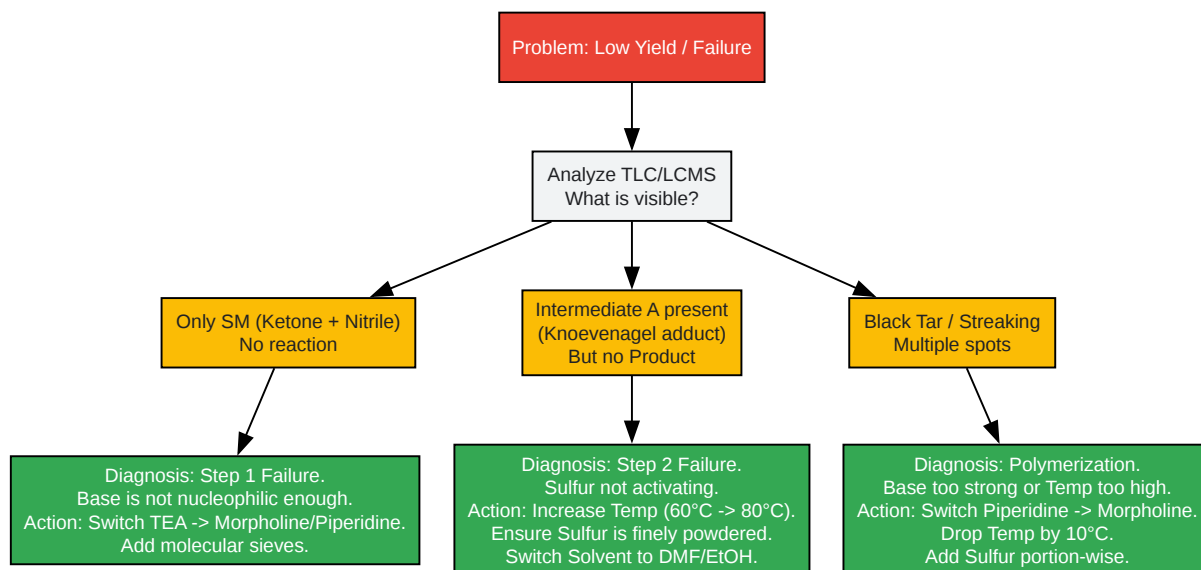 Problem: Low Yield / Failure
Analyze TLC/LCMS
What is visible?
Only SM (Ketone + Nitrile)
No reaction
Intermediate A present
(Knoevenagel adduct)
But no Product
Black Tar / Streaking
Multiple spots
Diagnosis: Step 1 Failure.
Base is not nucleophilic enough.
Action: Switch TEA -> Morpholine/Piperidine.
Add molecular sieves.
Diagnosis: Step 2 Failure.
Sulfur not activating.
Action: Increase Temp (60°C -> 80°C).
Ensure Sulfur is finely powdered.
Switch Solvent to DMF/EtOH.
Diagnosis: Polymerization.
Base too strong or Temp too high.
Action: Switch Piperidine -> Morpholine.
Drop Temp by 10°C.
Add Sulfur portion-wise.